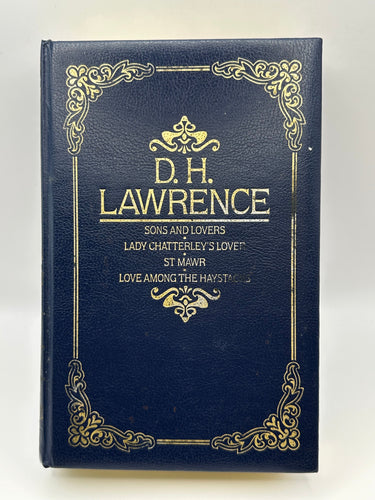 D. H.
LAWRENCE
SONS AND LOVERS
•
LADY CHATTERLEY'S LOVER
•
ST MAWR
•
LOVE AMONG THE HAYSTACKS